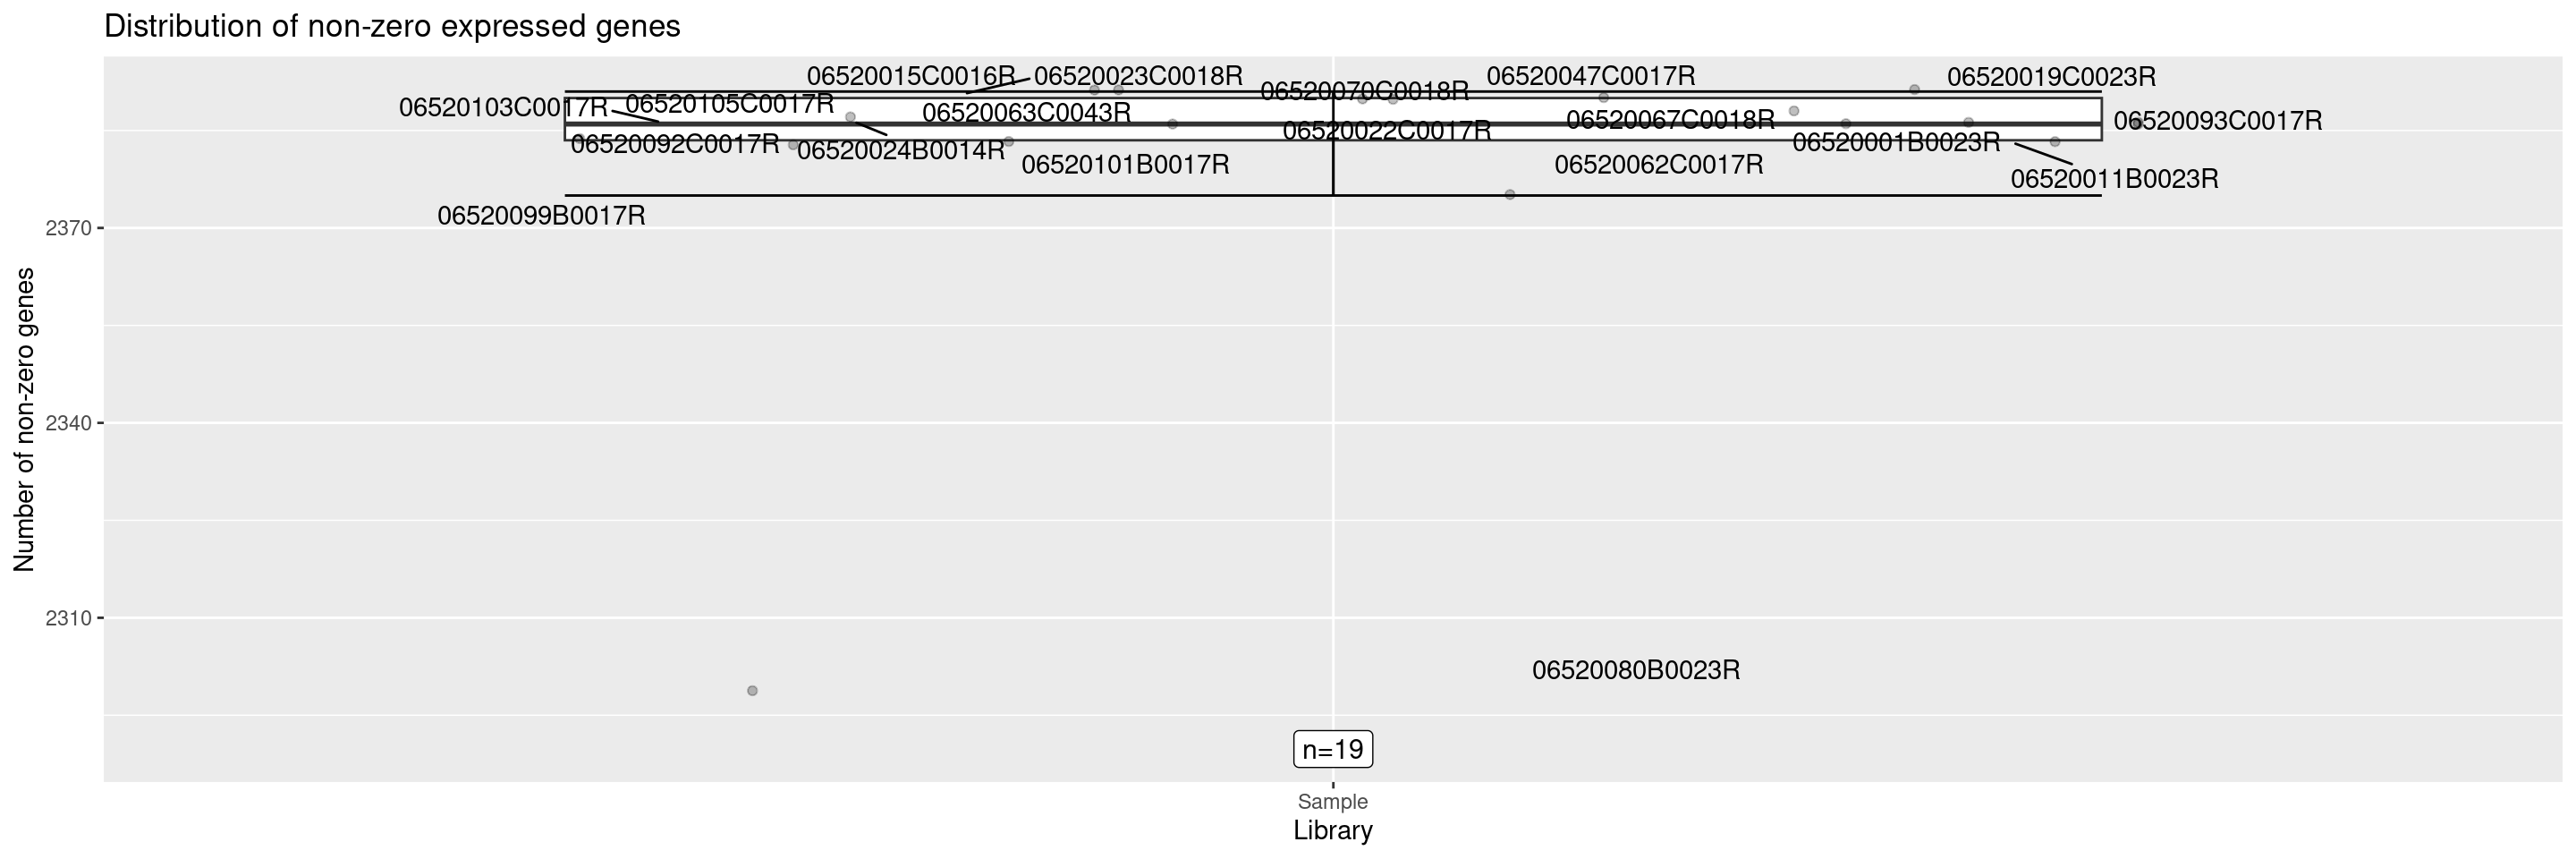 Distribution of non-zero expressed genes
06520015C0016R
06520023C0018R
06520047C0017R
06520019C0023R
06520070C0018R
06520103C0017R
06520105C0017R
06520063C0043R
06520067C0018R
06520093C0017R
06520022C0017R
06520092C0017R
06520024B0014R
06520001B0023R
06520101B0017R
06520062C0017R
06520011B0023R
06520099B0017R
2370
2340
2310
Number of non-zero genes
06520080B0023R
n=19
Sample
Library